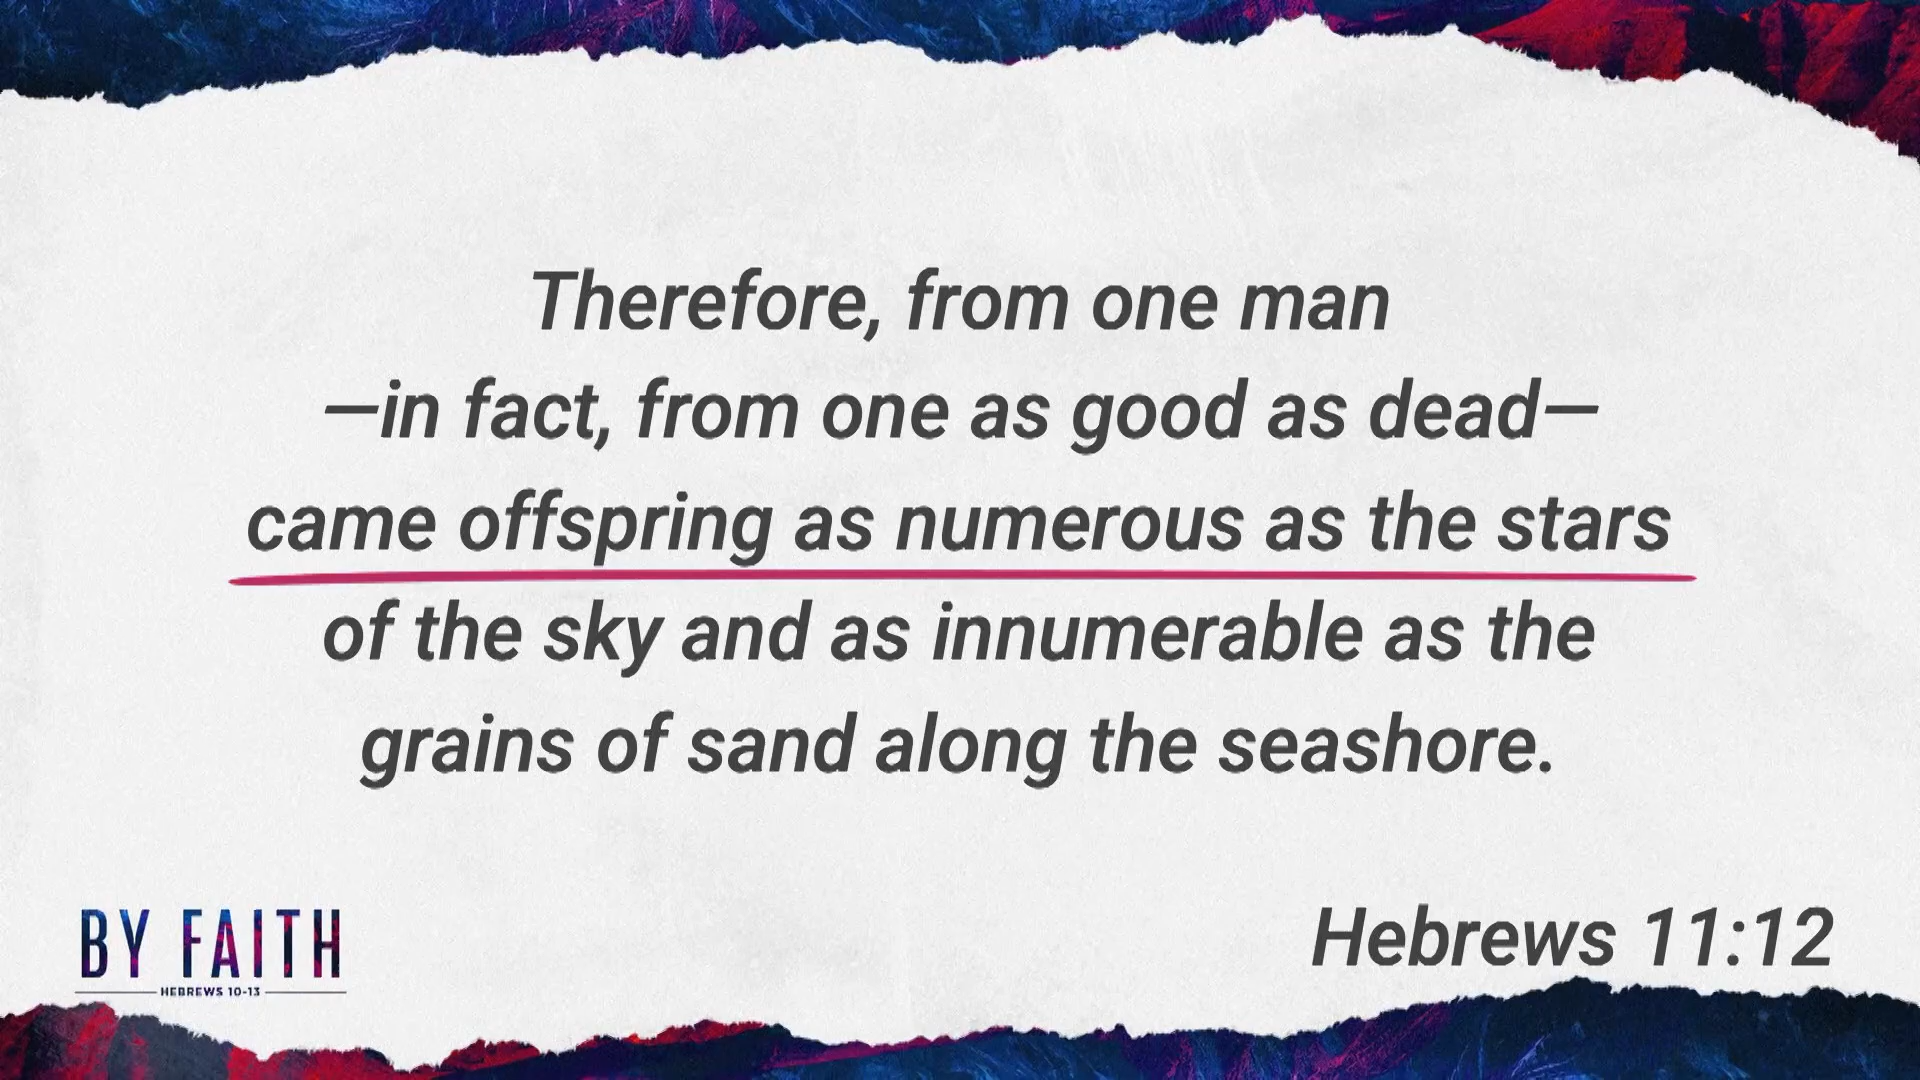 Therefore, from one man
—in fact, from one as good as dead—
came offspring as numerous as the stars
of the sky and as innumerable as the
grains of sand along the seashore.
Hebrews 11:12
BY FAITH
HEBREWS 10-13